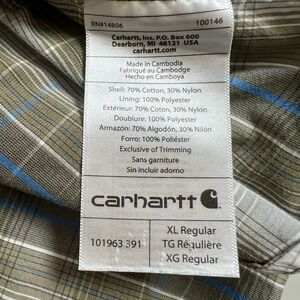 RN#14806 100146
Carhartt, Inc. P.O. Box 600
Dearborn, MI 48121 USA
carhartt.com
Made in Cambodia
Fabriqué au Cambodge
Hecho en Camboya
Shell: 70% Cotton, 30% Nylon
Lining: 100% Polyester
Extérieur: 70% Coton, 30% Nylon
Doublure: 100% Polyester
Armazón: 70% Algodón, 30% Nilón
Forro: 100% Poliéster
Exclusive of Trimming
Sans garniture
Sin incluir adorno
carhartt
101963 391
XL Regular
TG Régulière
XG Regular